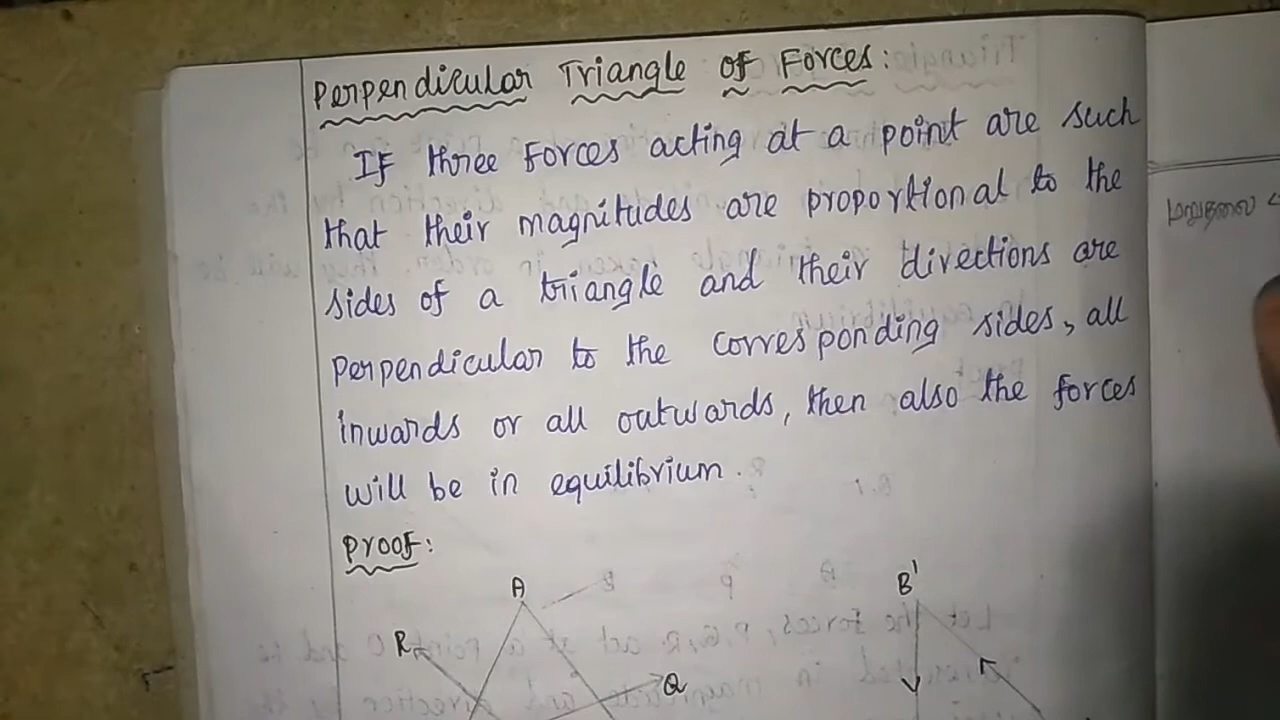 Perpendicular Triangle of Forces:
If three Forces acting at a point are such
that their magnitudes are proportional to the
sides of a triangle and their directions are
perpendicular to the corresponding sides, all
inwards or all outwards, then also the forces
will be in equilibrium.
Proof:
A
B'
R
Q
மறுதலை